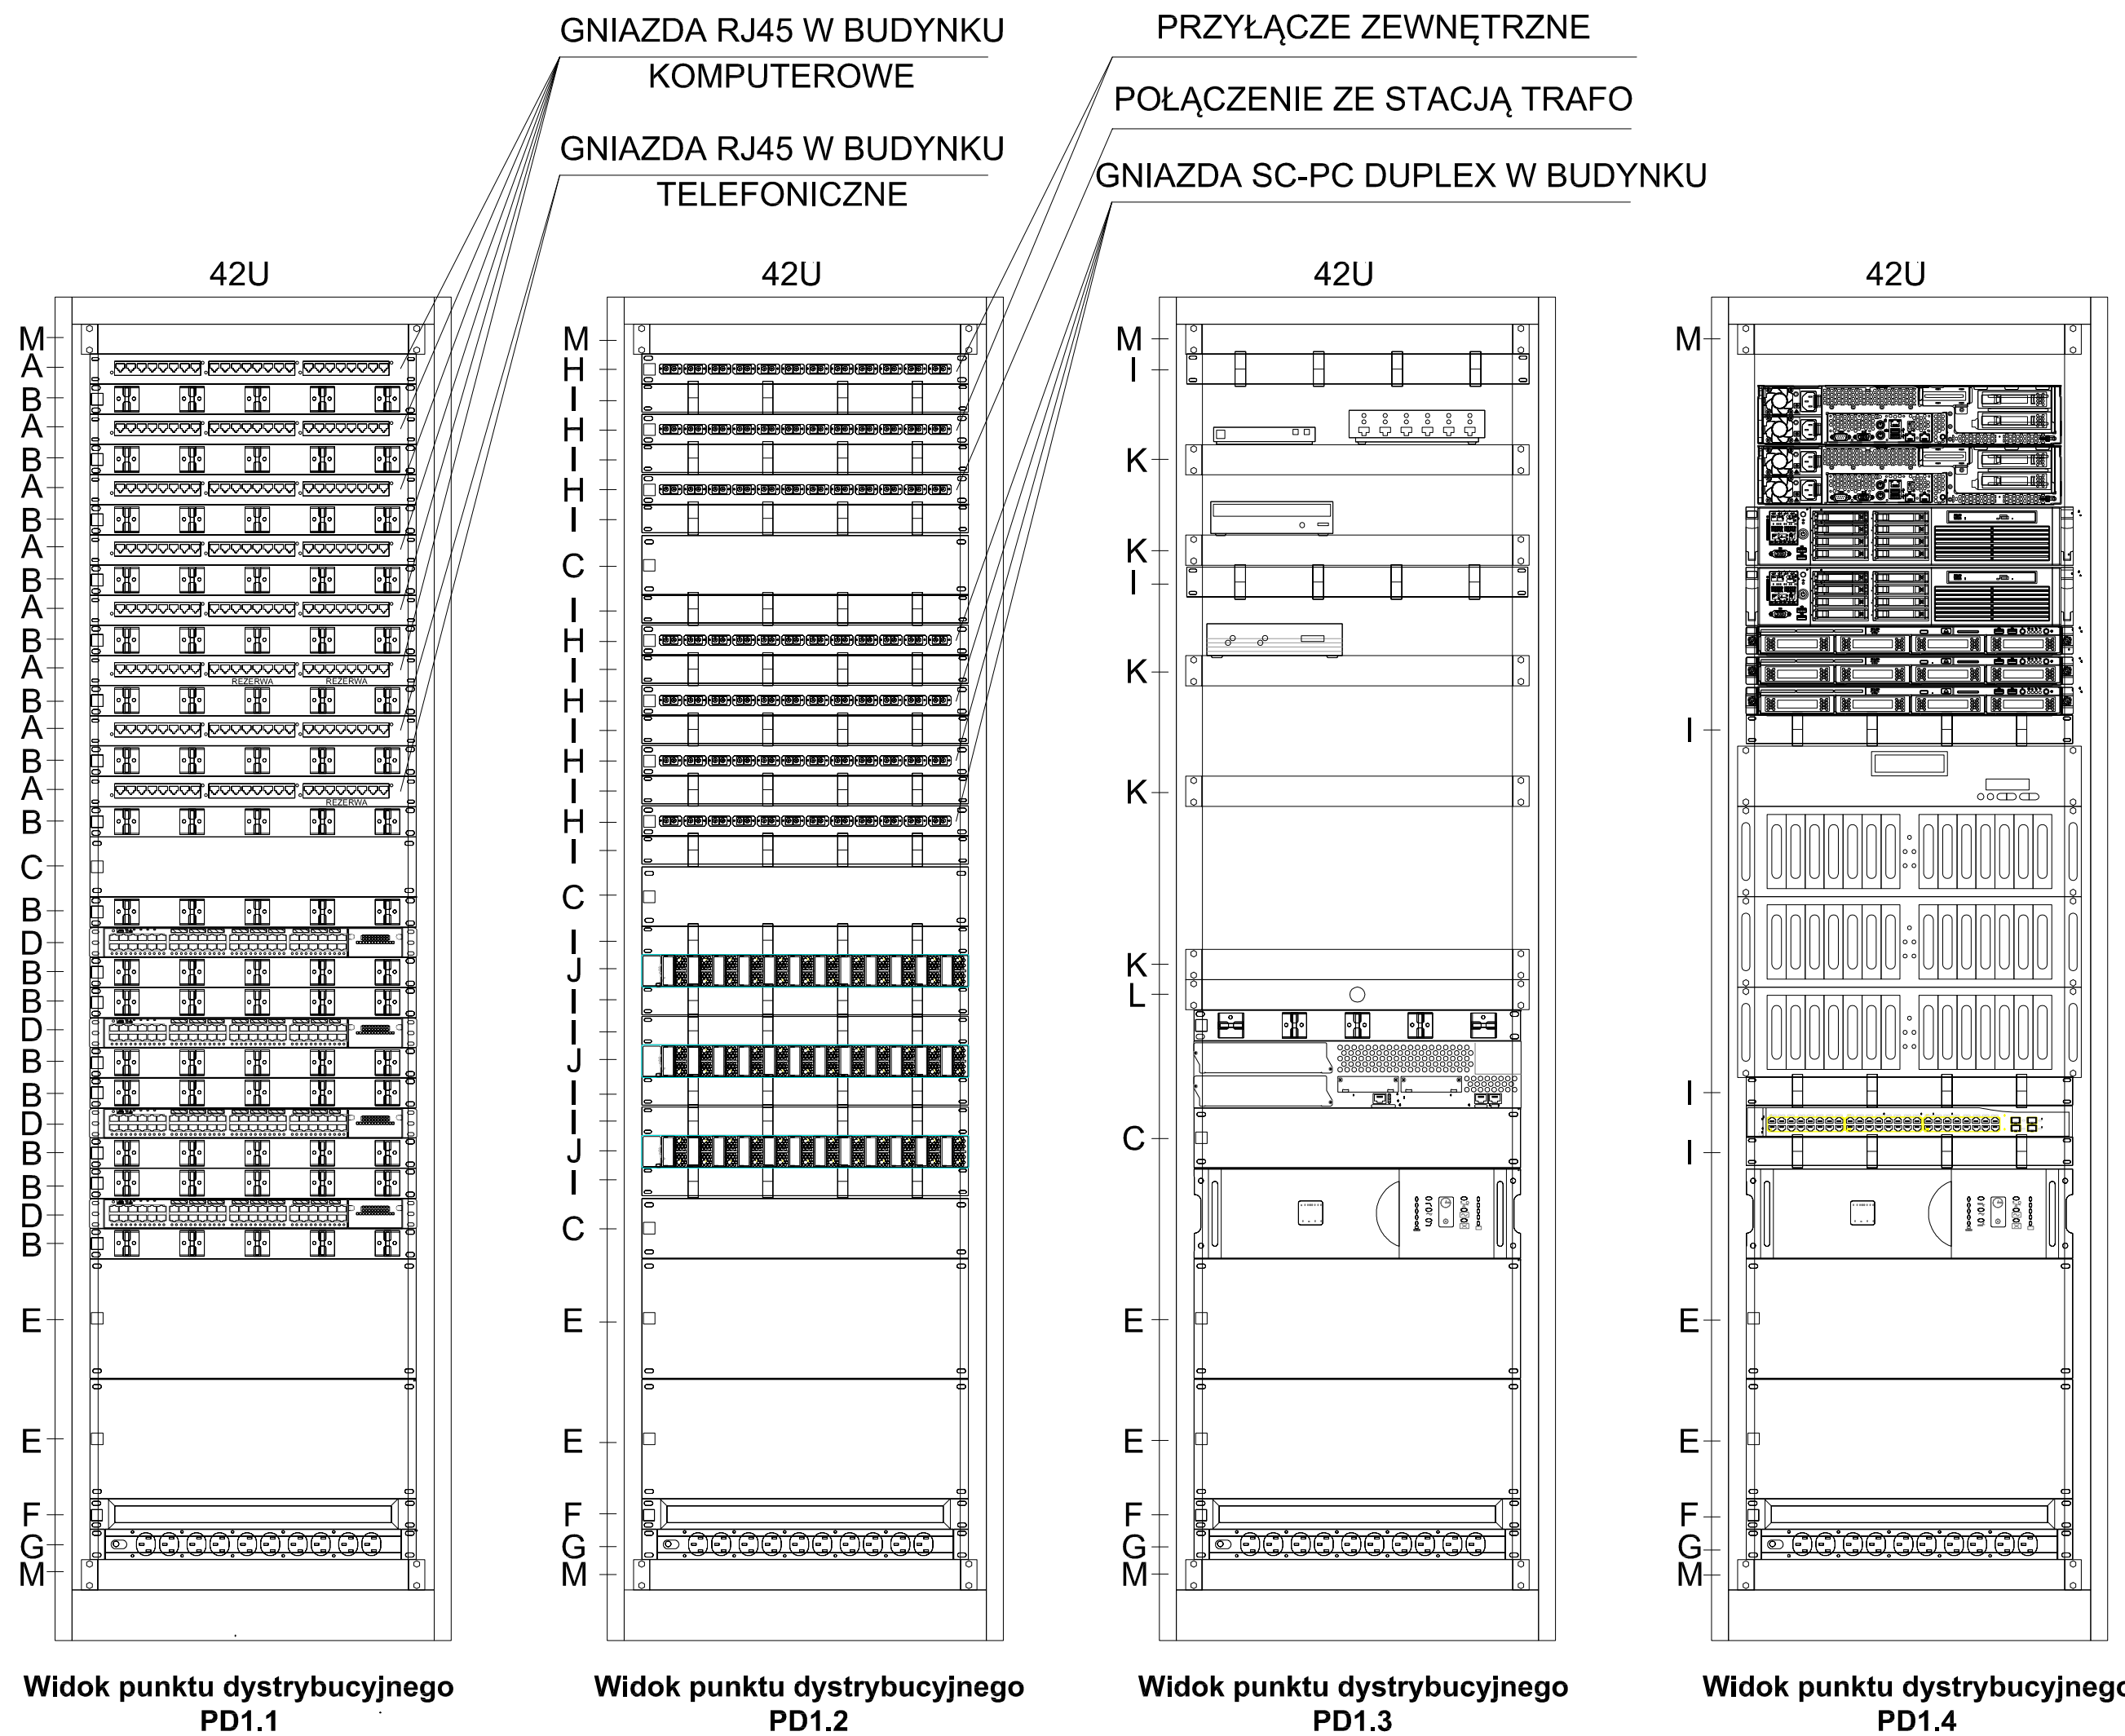 GNIAZDA RJ45 W BUDYNKU
KOMPUTEROWE
GNIAZDA RJ45 W BUDYNKU
TELEFONICZNE
PRZYŁĄCZE ZEWNĘTRZNE
POŁĄCZENIE ZE STACJĄ TRAFO
GNIAZDA SC-PC DUPLEX W BUDYNKU
42U
M
A
B
A
B
A
B
A
B
A
B
A
REZERWA REZERWA
B
A
B
A
REZERWA
B
C
B
D
B
B
D
B
B
D
B
B
D
B
E
E
F
G
M
Widok punktu dystrybucyjnego
PD1.1
42U
M
H
I
H
I
H
I
C
I
H
I
H
I
H
I
H
I
C
I
J
I
I
J
I
I
J
I
C
E
E
F
G
M
Widok punktu dystrybucyjnego
PD1.2
42U
M
I
K
K
I
K
K
K
L
C
E
E
F
G
M
Widok punktu dystrybucyjnego
PD1.3
42U
M
I
I
I
E
E
F
G
M
Widok punktu dystrybucyjnego
PD1.4